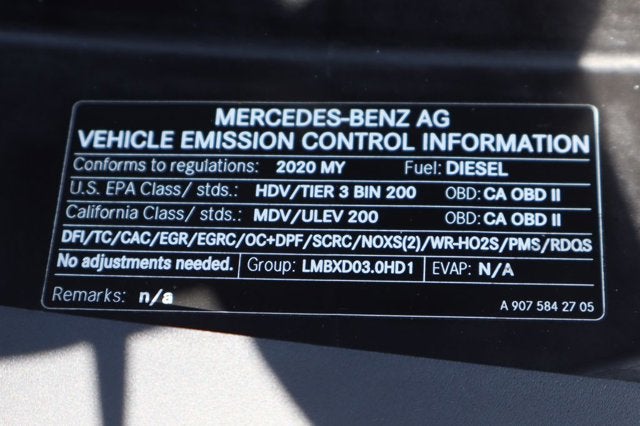 MERCEDES-BENZ AG
VEHICLE EMISSION CONTROL INFORMATION
Conforms to regulations: 2020 MY Fuel: DIESEL
U.S. EPA Class/ stds.: HDV/TIER 3 BIN 200 OBD: CA OBD II
California Class/ stds.: MDV/ULEV 200 OBD: CA OBD II
DFI/TC/CAC/EGR/EGRC/OC+DPF/SCRC/NOXS(2)/WR-HO2S/PMS/RDQS
No adjustments needed. Group: LMBXD03.0HD1 EVAP: N/A
Remarks: n/a A 907 584 27 05